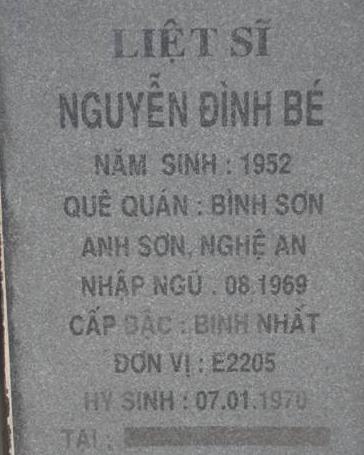 LIỆT SĨ
NGUYỄN ĐÌNH BÉ
NĂM SINH : 1952
QUÊ QUÁN : BÌNH SƠN
ANH SƠN, NGHỆ AN
NHẬP NGŨ . 08.1969
CẤP BẬC : BINH NHẤT
ĐƠN VỊ : E2205
HY SINH : 07.01.1970
TẠI :